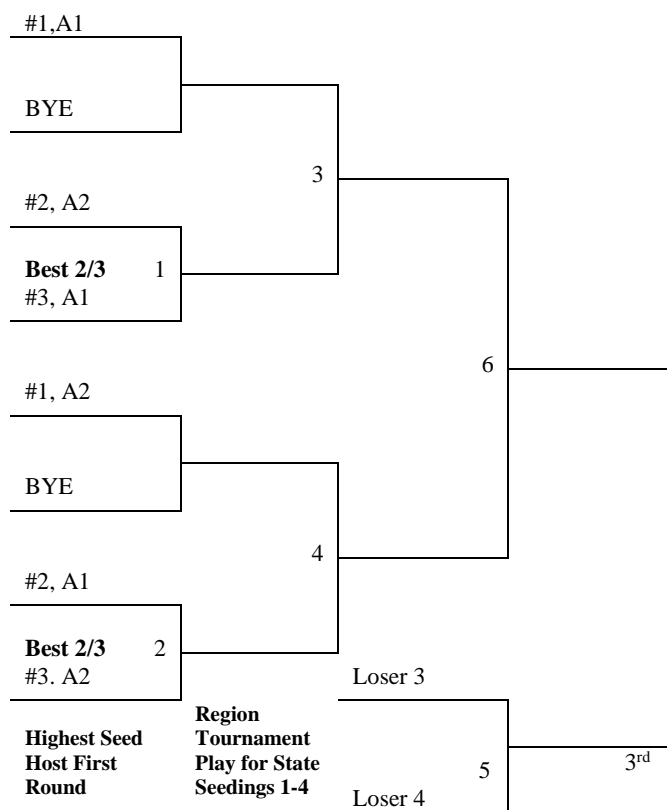 #1,A1
BYE
3
#2, A2
Best 2/3 1
#3, A1
6
#1, A2
BYE
4
#2, A1
Best 2/3 2
#3. A2
Loser 3
Highest Seed
Host First
Round
Region
Tournament
Play for State
Seedings 1-4
5
3rd
Loser 4